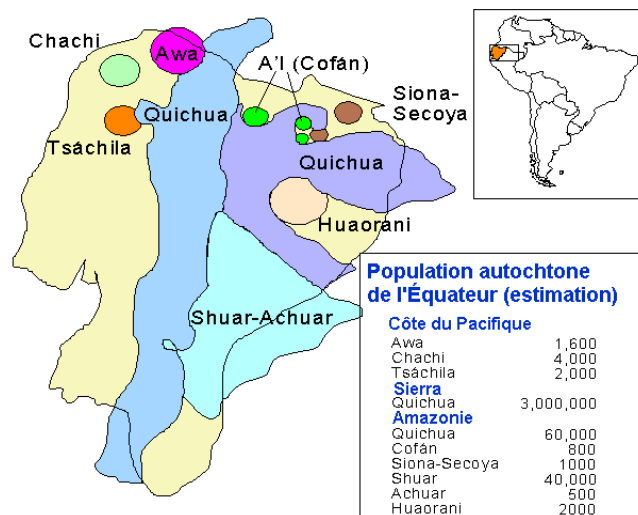 Chachi
Awa
A'I (Cofán)
Siona-
Secoya
Quichua
Tsáchila
Quichua
Huaorani
Shuar-Achuar
Population autochtone
de l'Équateur (estimation)
Côte du Pacifique
Awa 1,600
Chachi 4,000
Tsáchila 2,000
Sierra
Quichua 3,000,000
Amazonie
Quichua 60,000
Cofán 800
Siona-Secoya 1000
Shuar 40,000
Achuar 500
Huaorani 2000